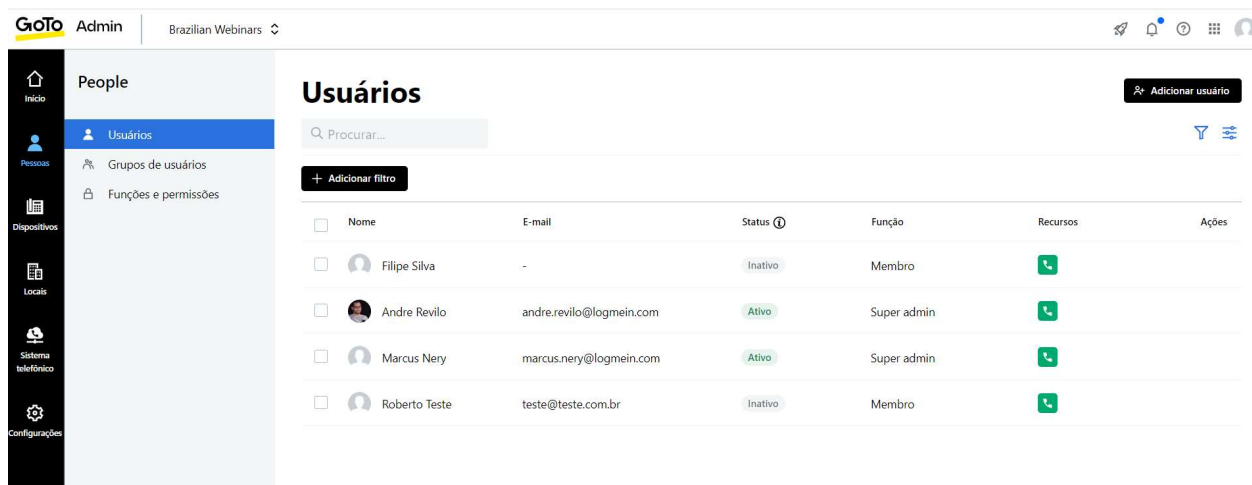 GoTo Admin Brazilian Webinars
Início
Pessoas
Dispositivos
Locais
Sistema telefônico
Configurações
People
Usuários
Grupos de usuários
Funções e permissões
Usuários
Adicionar usuário
Procurar...
Adicionar filtro
Nome E-mail Status Função Recursos Ações
Filipe Silva - Inativo Membro
Andre Revilo andre.revilo@logmein.com Ativo Super admin
Marcus Nery marcus.nery@logmein.com Ativo Super admin
Roberto Teste teste@teste.com.br Inativo Membro